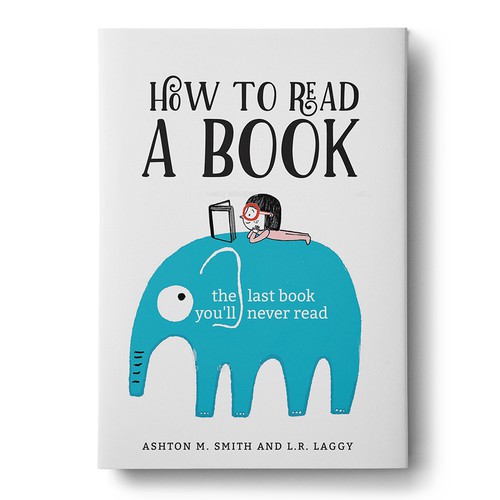 HOW TO READ
A BOOK
the last book
you'll never read
ASHTON M. SMITH AND L.R. LAGGY